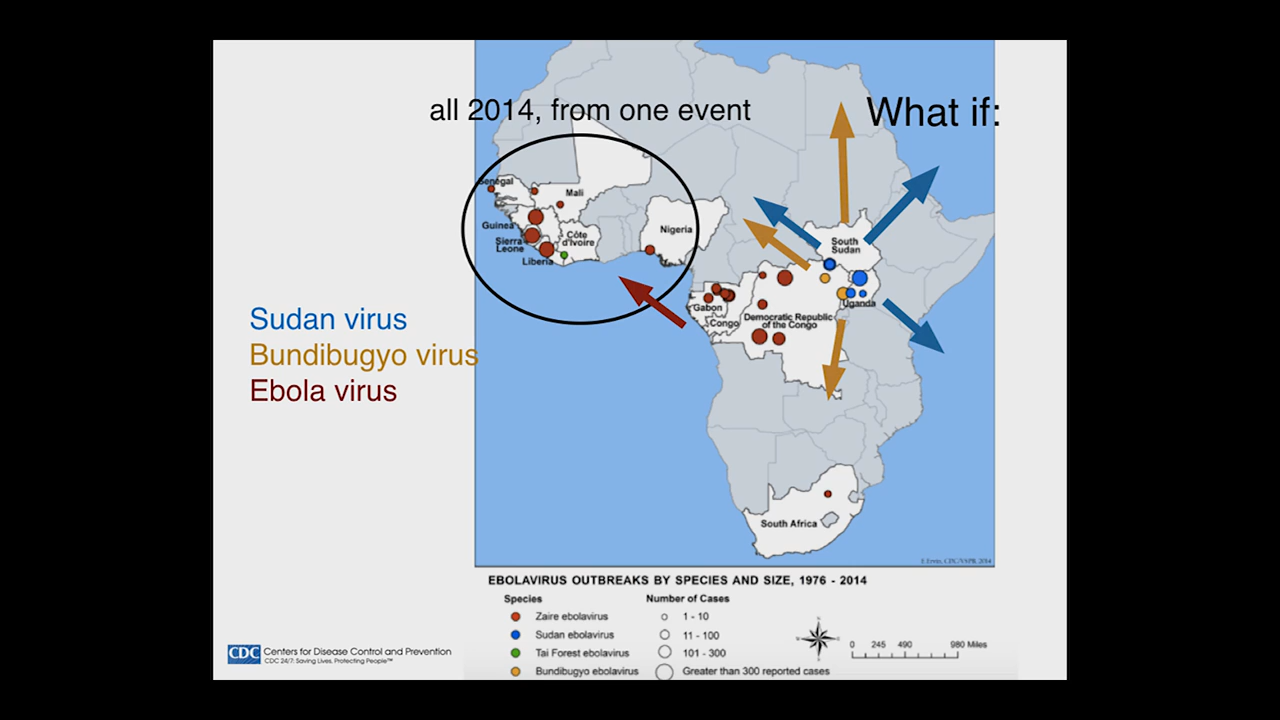 all 2014, from one event
What if:
Senegal
Mali
Guinea
Sierra
Leone
Côte
d'Ivoire
Liberia
Nigeria
South
Sudan
Uganda
Gabon
Congo
Democratic Republic
of the Congo
South Africa
Sudan virus
Bundibugyo virus
Ebola virus
EBOLAVIRUS OUTBREAKS BY SPECIES AND SIZE, 1976 - 2014
Species
Zaire ebolavirus
Sudan ebolavirus
Tai Forest ebolavirus
Bundibugyo ebolavirus
Number of Cases
1 - 10
11 - 100
101 - 300
Greater than 300 reported cases
0 245 490 980 Miles
CDC
Centers for Disease Control and Prevention
CDC 24/7: Saving Lives. Protecting People™